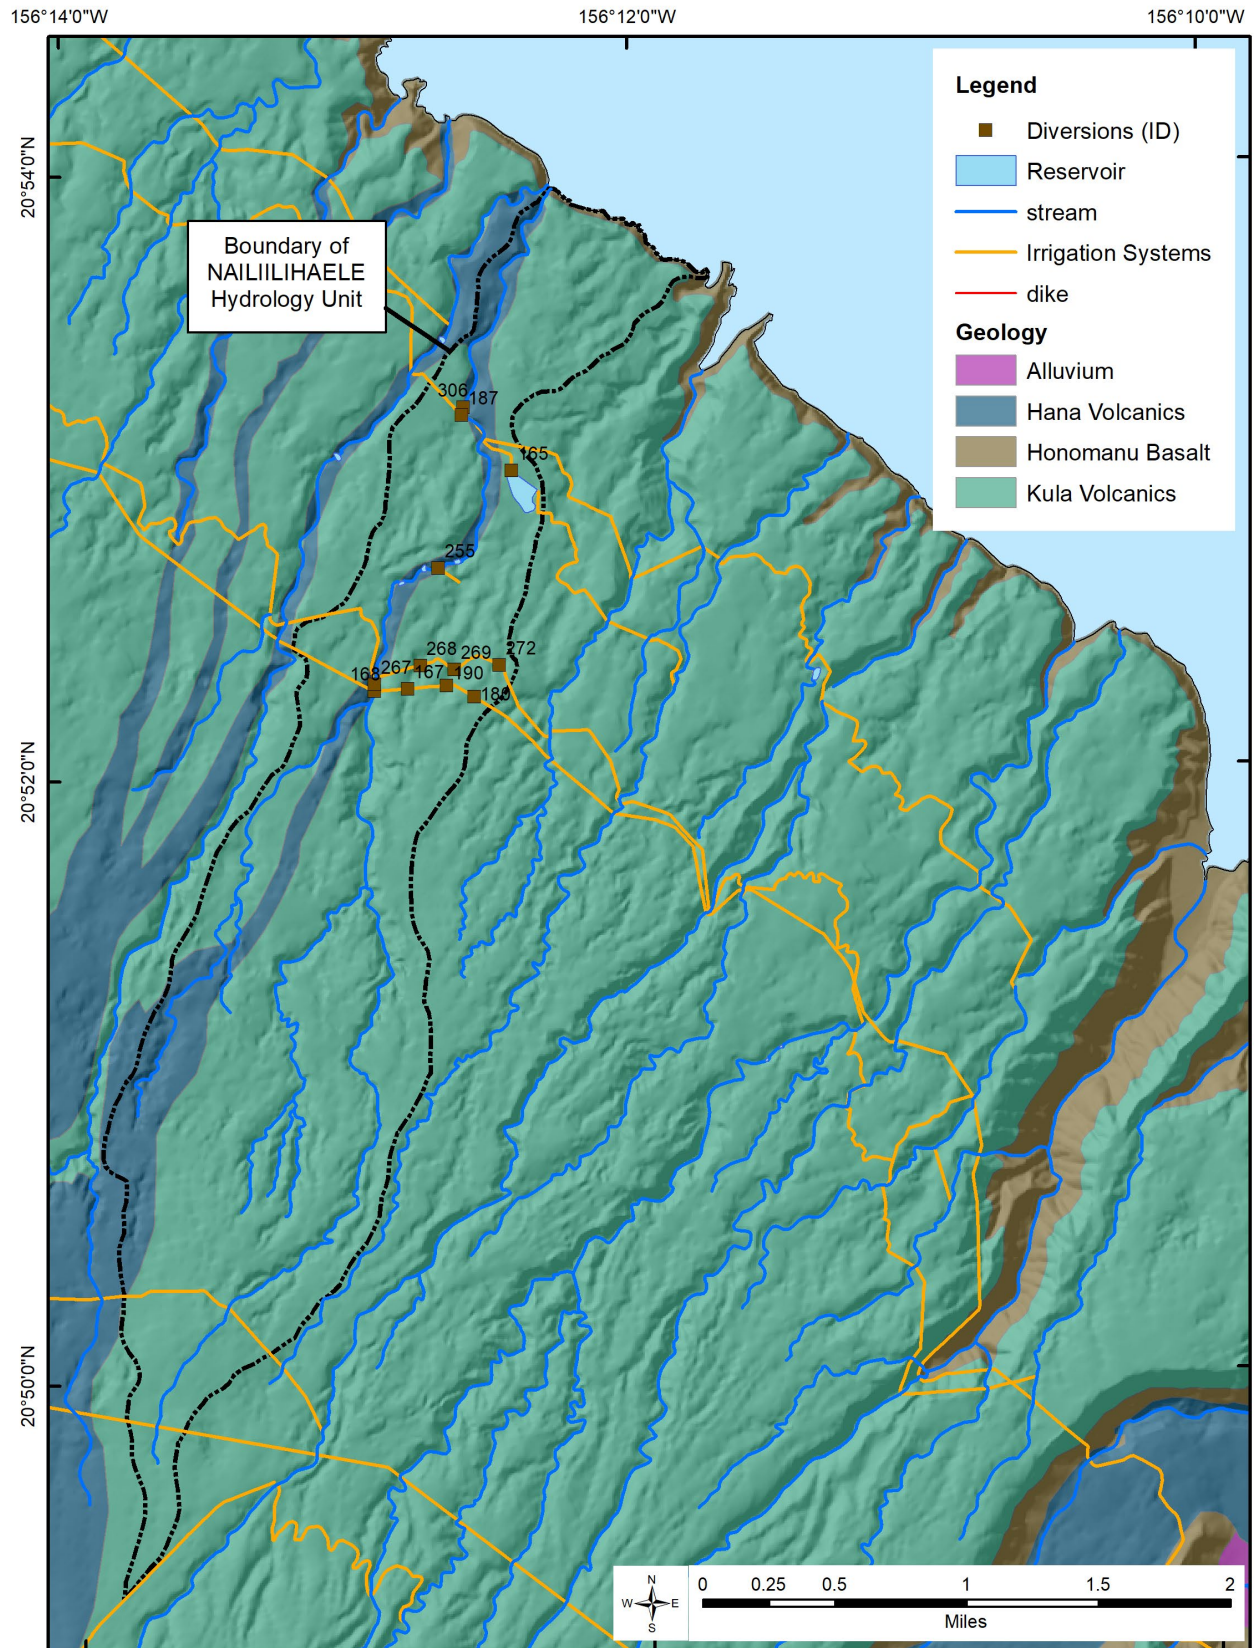 156°14'0"W
156°12'0"W
156°10'0"W
20°54'0"N
20°52'0"N
20°50'0"N
Legend
Diversions (ID)
Reservoir
stream
Irrigation Systems
dike
Geology
Alluvium
Hana Volcanics
Honomanu Basalt
Kula Volcanics
Boundary of
NAILIILIHAELE
Hydrology Unit
306
187
165
255
268
269
272
168
267
167
190
180
N
W
E
S
0
0.25
0.5
1
1.5
2
Miles